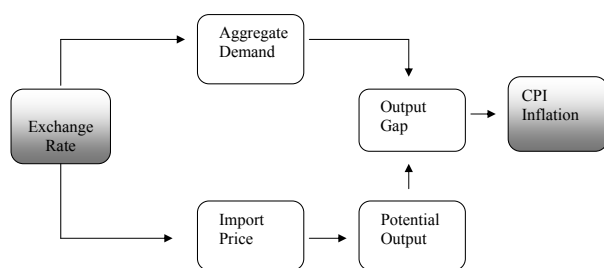 Aggregate
Demand
Exchange
Rate
Output
Gap
CPI
Inflation
Import
Price
Potential
Output